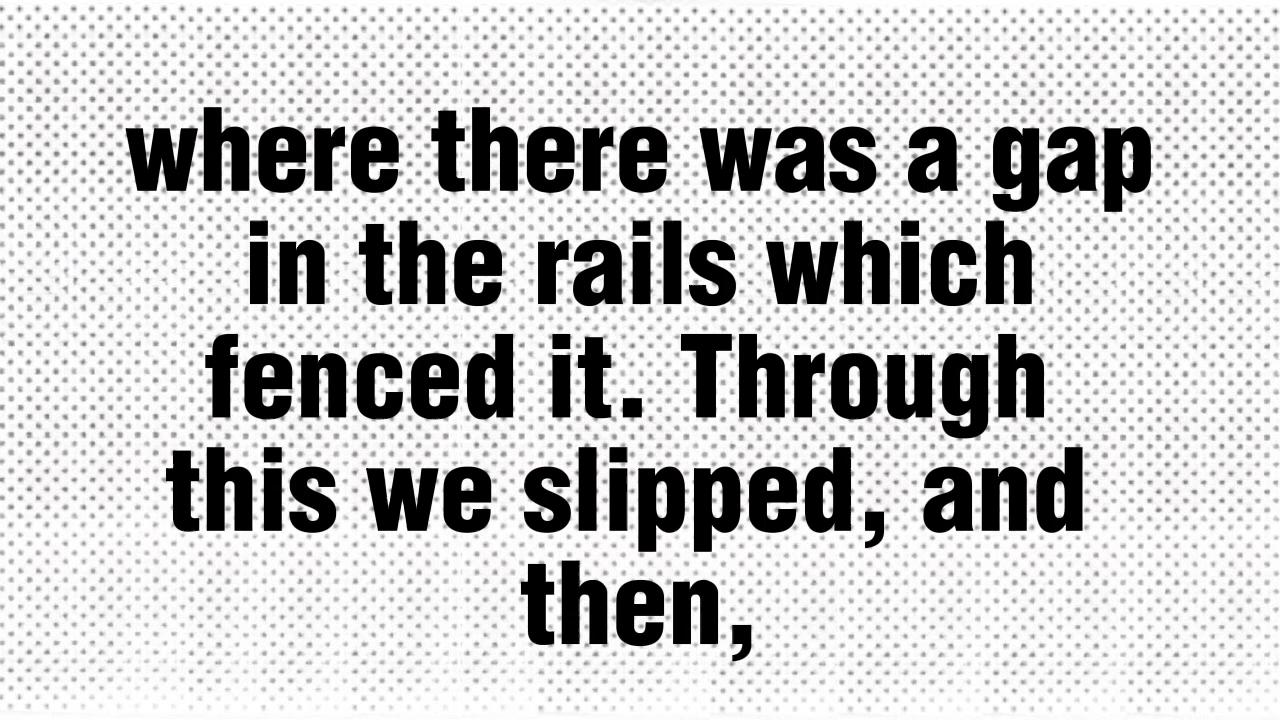 where there was a gap
in the rails which
fenced it. Through
this we slipped, and
then,